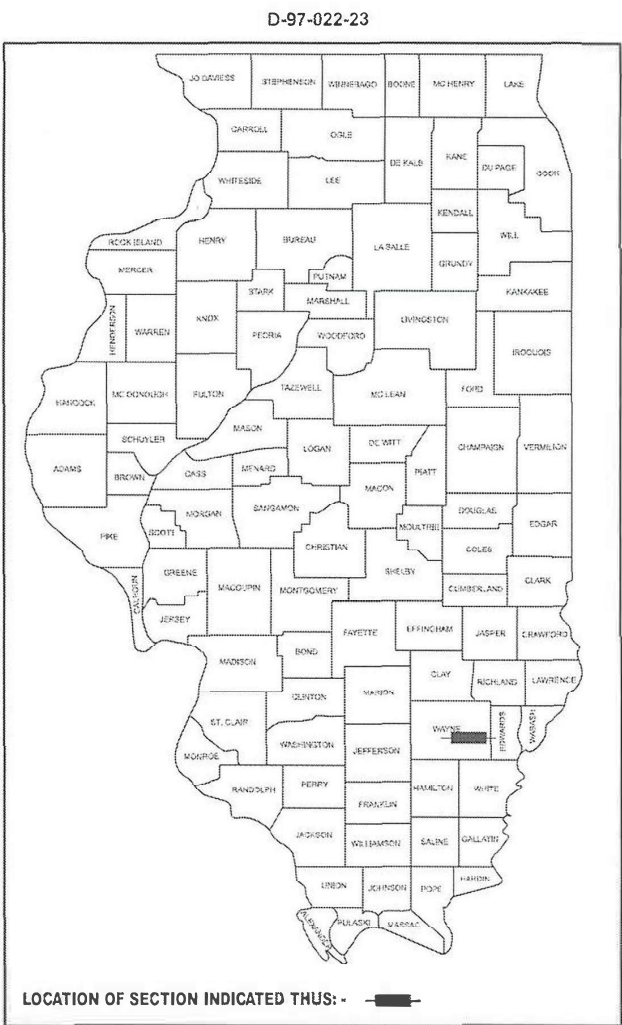 D-97-022-23
JO DAVIESS STEPHENSON WINNEBAGO BOONE MC HENRY LAKE
CARROLL OGLE
DE KALB KANE DU PAGE COOK
WHITESIDE LEE
KENDALL
ROCK ISLAND HENRY BUREAU LA SALLE GRUNDY WILL
MERCER PUTNAM
STARK MARSHALL KANKAKEE
HENDERSON WARREN KNOX PEORIA WOODFORD LIVINGSTON
IROQUOIS
HANCOCK MC DONOUGH FULTON TAZEWELL MC LEAN FORD
SCHUYLER MASON
ADAMS BROWN CASS MENARD LOGAN DE WITT PIATT CHAMPAIGN VERMILION
MACON
PIKE SCOTT MORGAN SANGAMON MOULTRIE DOUGLAS EDGAR
CHRISTIAN COLES
CALHOUN GREENE MACOUPIN MONTGOMERY SHELBY CUMBERLAND CLARK
JERSEY
MADISON BOND FAYETTE EFFINGHAM JASPER CRAWFORD
CLINTON MARION CLAY RICHLAND LAWRENCE
ST. CLAIR WAYNE EDWARDS WABASH
MONROE WASHINGTON JEFFERSON
RANDOLPH PERRY HAMILTON WHITE
FRANKLIN
JACKSON WILLIAMSON SALINE GALLATIN
UNION JOHNSON POPE HARDIN
ALEXANDER PULASKI MASSAC
LOCATION OF SECTION INDICATED THUS: -